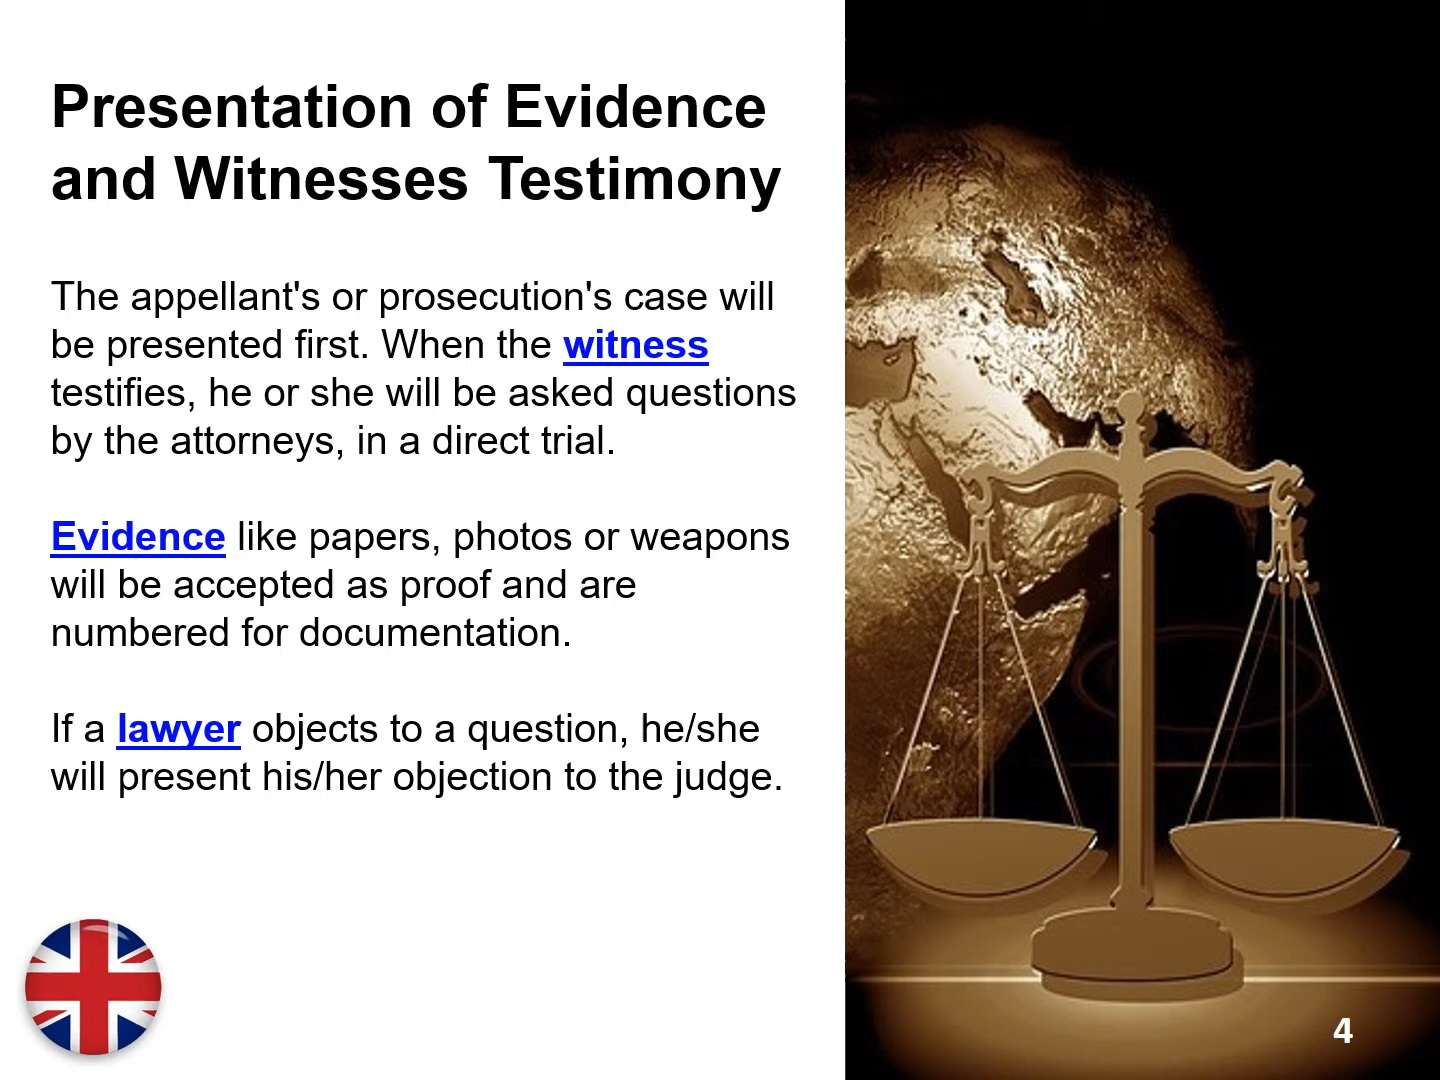 Presentation of Evidence
and Witnesses Testimony
The appellant's or prosecution's case will
be presented first. When the witness
testifies, he or she will be asked questions
by the attorneys, in a direct trial.
Evidence like papers, photos or weapons
will be accepted as proof and are
numbered for documentation.
If a lawyer objects to a question, he/she
will present his/her objection to the judge.
4